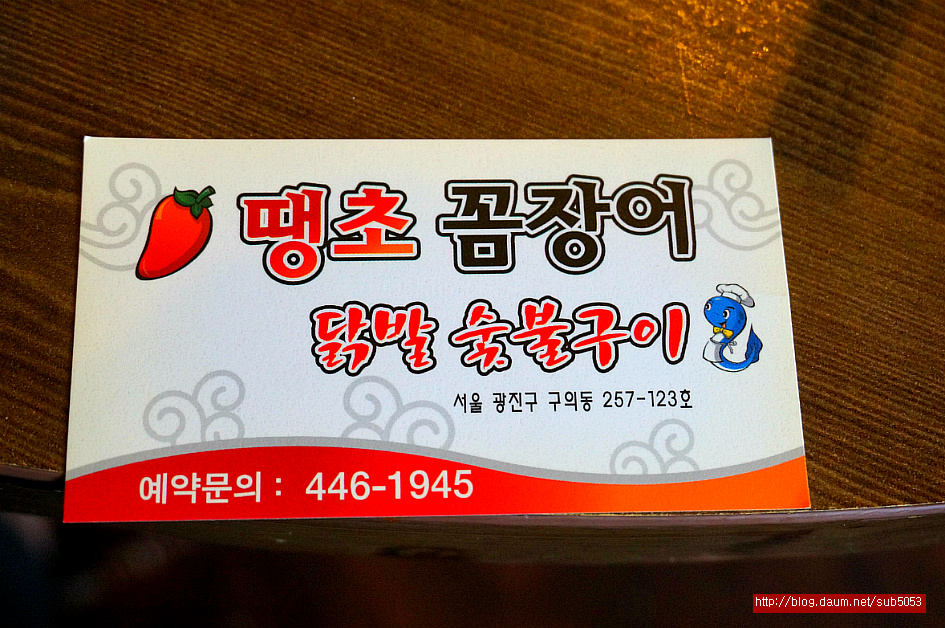 땡초 꼼장어
닭발 숯불구이
서울 광진구 구의동 257-123호
예약문의 : 446-1945
http://blog.daum.net/sub5053